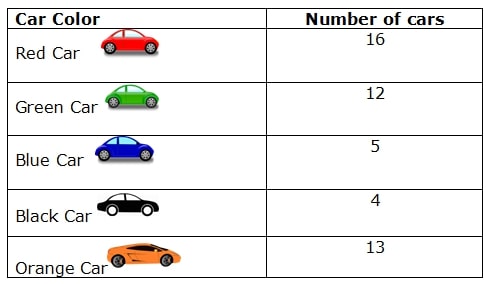 Car Color Number of cars
Red Car 16
Green Car 12
Blue Car 5
Black Car 4
Orange Car 13